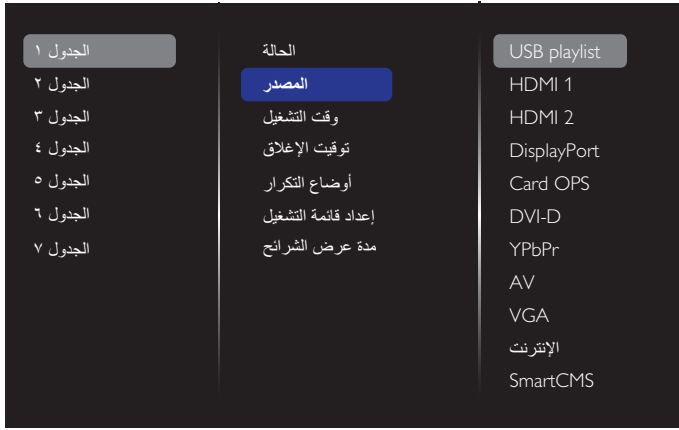 الجدول ١
الجدول ٢
الجدول ٣
الجدول ٤
الجدول ٥
الجدول ٦
الجدول ٧
الحالة
المصدر
وقت التشغيل
توقيت الإغلاق
أوضاع التكرار
إعداد قائمة التشغيل
مدة عرض الشرائح
USB playlist
HDMI 1
HDMI 2
DisplayPort
Card OPS
DVI-D
YPbPr
AV
VGA
الإنترنت
SmartCMS